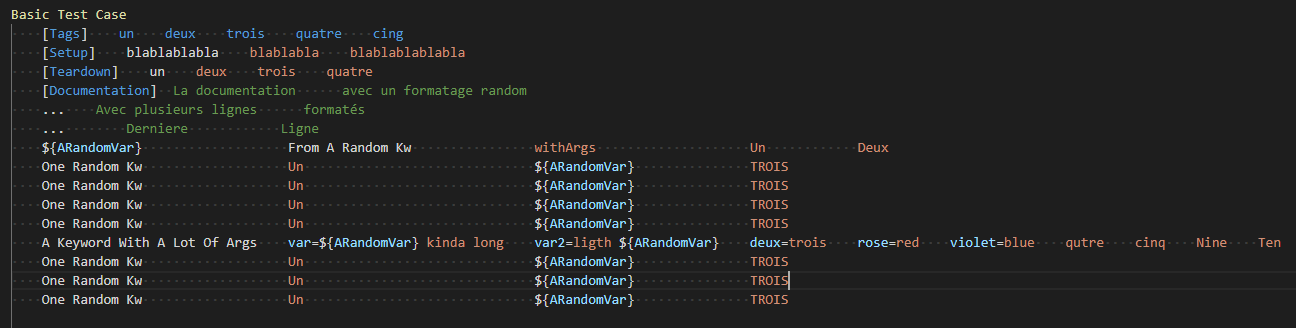 Basic Test Case
[Tags]    un    deux    trois    quatre    cing
[Setup]    blablablabla    blablabla    blablablablabla
[Teardown]    un    deux    trois    quatre
[Documentation]  La documentation      avec un formatage random
...    Avec plusieurs lignes      formatés
...        Derniere            Ligne
${ARandomVar}                   From A Random Kw                withArgs                    Un            Deux
One Random Kw                   Un                              ${ARandomVar}               TROIS
One Random Kw                   Un                              ${ARandomVar}               TROIS
One Random Kw                   Un                              ${ARandomVar}               TROIS
One Random Kw                   Un                              ${ARandomVar}               TROIS
A Keyword With A Lot Of Args    var=${ARandomVar} kinda long    var2=ligth ${ARandomVar}    deux=trois    rose=red    violet=blue    qutre    cinq    Nine    Ten
One Random Kw                   Un                              ${ARandomVar}               TROIS
One Random Kw                   Un                              ${ARandomVar}               TROIS
One Random Kw                   Un                              ${ARandomVar}               TROIS